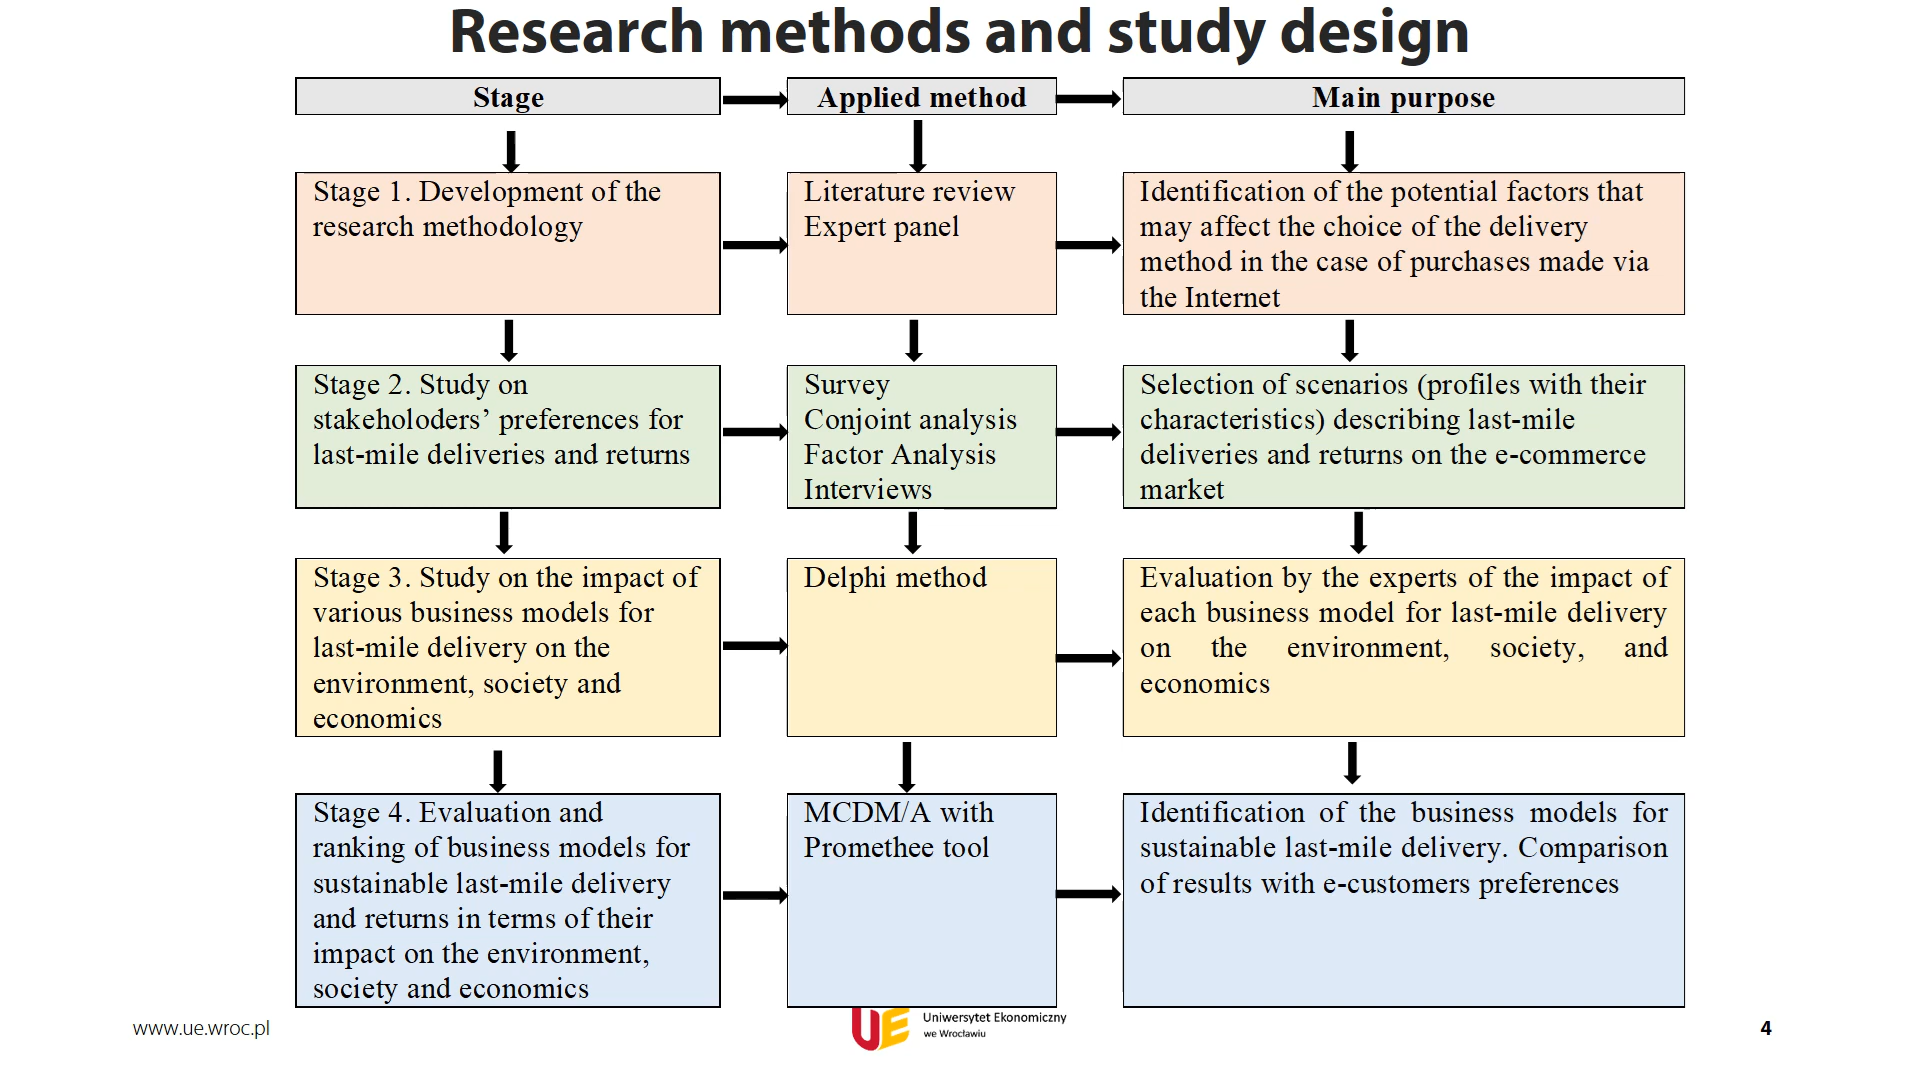 Research methods and study design
Stage
Applied method
Main purpose
Stage 1. Development of the
research methodology
Literature review
Expert panel
Identification of the potential factors that
may affect the choice of the delivery
method in the case of purchases made via
the Internet
Stage 2. Study on
stakeholoders’ preferences for
last-mile deliveries and returns
Survey
Conjoint analysis
Factor Analysis
Interviews
Selection of scenarios (profiles with their
characteristics) describing last-mile
deliveries and returns on the e-commerce
market
Stage 3. Study on the impact of
various business models for
last-mile delivery on the
environment, society and
economics
Delphi method
Evaluation by the experts of the impact of
each business model for last-mile delivery
on the environment, society, and
economics
Stage 4. Evaluation and
ranking of business models for
sustainable last-mile delivery
and returns in terms of their
impact on the environment,
society and economics
MCDM/A with
Promethee tool
Identification of the business models for
sustainable last-mile delivery. Comparison
of results with e-customers preferences
www.ue.wroc.pl
UE
Uniwersytet Ekonomiczny
we Wrocławiu
4